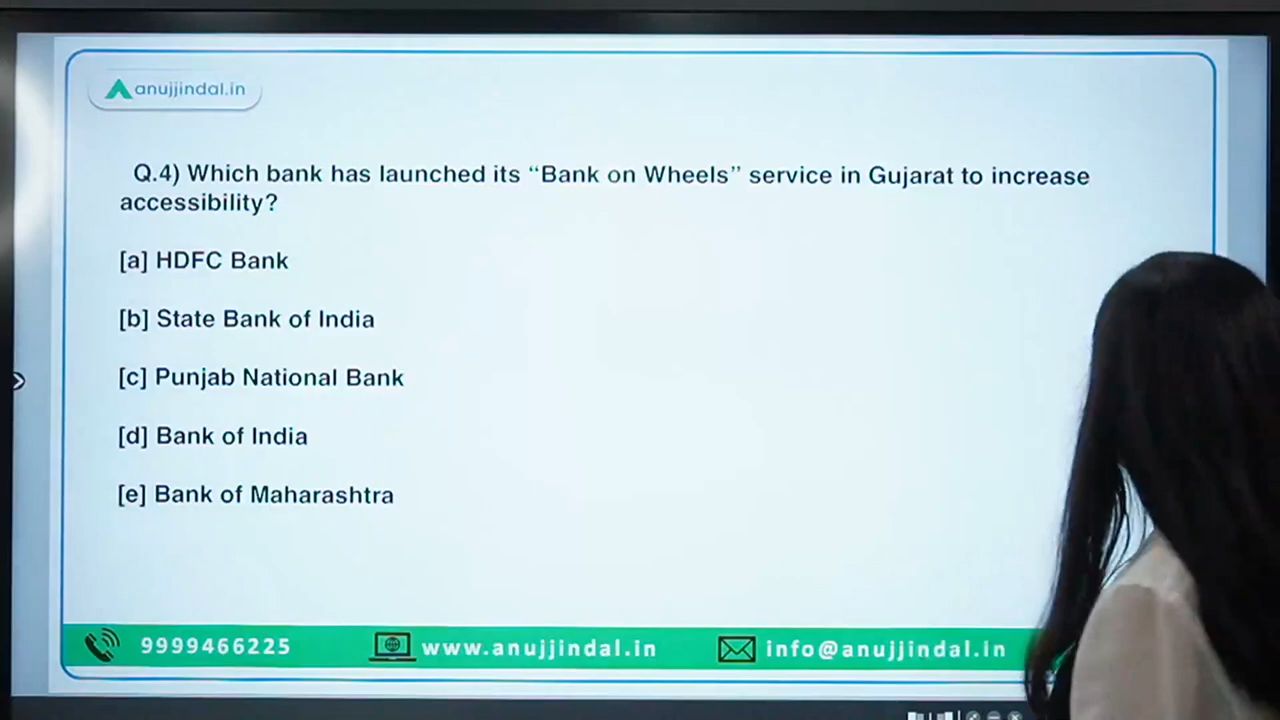 anujjindal.in
Q.4) Which bank has launched its “Bank on Wheels” service in Gujarat to increase
accessibility?
[a] HDFC Bank
[b] State Bank of India
[c] Punjab National Bank
[d] Bank of India
[e] Bank of Maharashtra
9999466225 www.anujjindal.in info@anujjindal.in